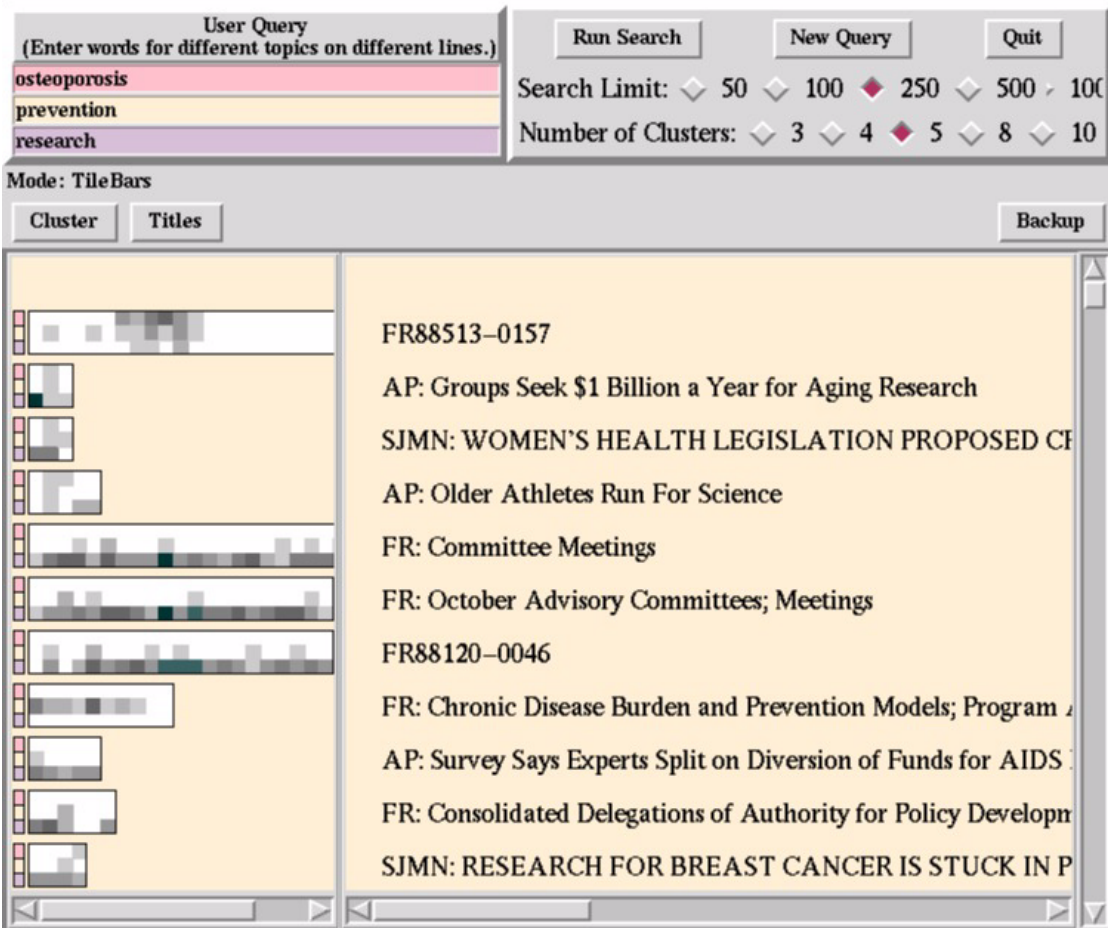 User Query
(Enter words for different topics on different lines.)
osteoporosis
prevention
research
Run Search New Query Quit
Search Limit: 50 100 250 500
Number of Clusters: 3 4 5 8 10
Mode: TileBars
Cluster Titles Backup
FR88513-0157
AP: Groups Seek $1 Billion a Year for Aging Research
SJMN: WOMEN'S HEALTH LEGISLATION PROPOSED
AP: Older Athletes Run For Science
FR: Committee Meetings
FR: October Advisory Committees; Meetings
FR88120-0046
FR: Chronic Disease Burden and Prevention Models; Program
AP: Survey Says Experts Split on Diversion of Funds for AIDS
FR: Consolidated Delegations of Authority for Policy
SJMN: RESEARCH FOR BREAST CANCER IS STUCK IN